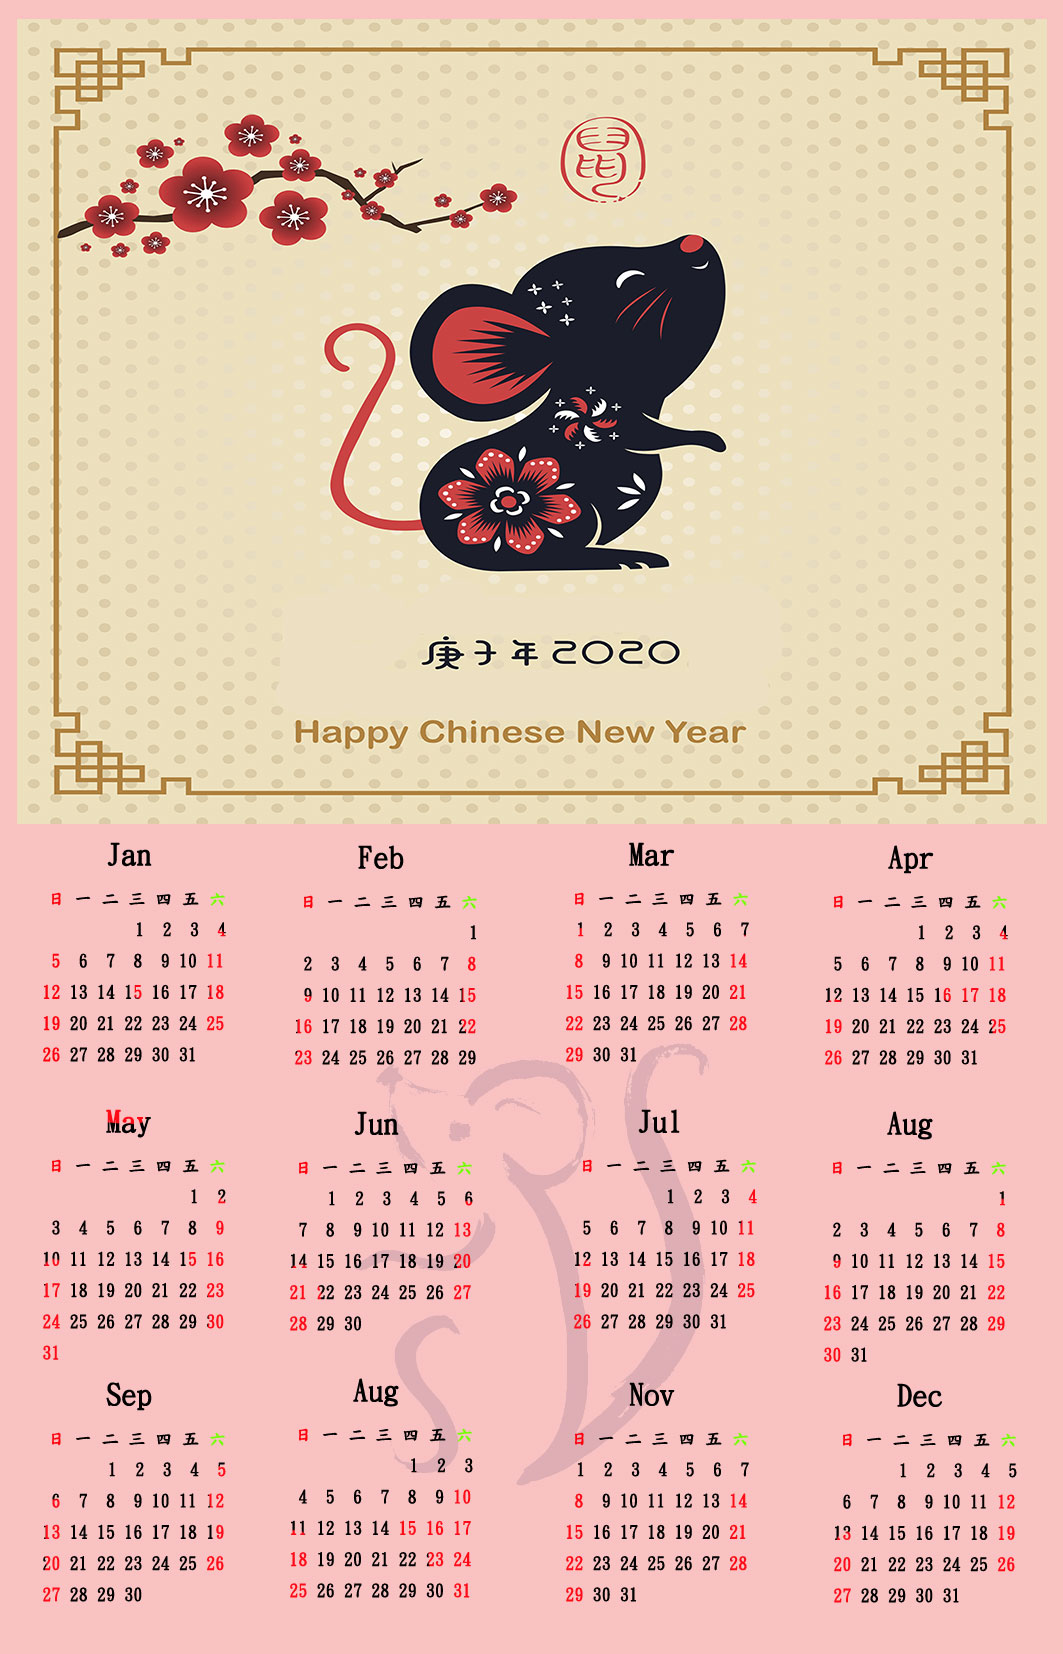 鼠
庚子年2020
Happy Chinese New Year
Jan Feb Mar Apr
日 一 二 三 四 五 六 日 一 二 三 四 五 六 日 一 二 三 四 五 六 日 一 二 三 四 五 六
1 2 3 4 1 1 2 3 4 5 6 7 1 2 3 4
5 6 7 8 9 10 11 2 3 4 5 6 7 8 8 9 10 11 12 13 14 5 6 7 8 9 10 11
12 13 14 15 16 17 18 9 10 11 12 13 14 15 15 16 17 18 19 20 21 12 13 14 15 16 17 18
19 20 21 22 23 24 25 16 17 18 19 20 21 22 22 23 24 25 26 27 28 19 20 21 22 23 24 25
26 27 28 29 30 31 23 24 25 26 27 28 29 29 30 31 26 27 28 29 30 31
May Jun Jul Aug
日 一 二 三 四 五 六 日 一 二 三 四 五 六 日 一 二 三 四 五 六 日 一 二 三 四 五 六
1 2 1 2 3 4 5 6 1 2 3 4 1
3 4 5 6 7 8 9 7 8 9 10 11 12 13 5 6 7 8 9 10 11 2 3 4 5 6 7 8
10 11 12 13 14 15 16 14 15 16 17 18 19 20 12 13 14 15 16 17 18 9 10 11 12 13 14 15
17 18 19 20 21 22 23 21 22 23 24 25 26 27 19 20 21 22 23 24 25 16 17 18 19 20 21 22
24 25 26 27 28 29 30 28 29 30 26 27 28 29 30 31 23 24 25 26 27 28 29
31 30 31
Sep Aug Nov Dec
日 一 二 三 四 五 六 日 一 二 三 四 五 六 日 一 二 三 四 五 六 日 一 二 三 四 五 六
1 2 3 4 5 1 2 3 1 2 3 4 5 6 7 1 2 3 4 5
6 7 8 9 10 11 12 4 5 6 7 8 9 10 8 9 10 11 12 13 14 6 7 8 9 10 11 12
13 14 15 16 17 18 19 11 12 13 14 15 16 17 15 16 17 18 19 20 21 13 14 15 16 17 18 19
20 21 22 23 24 25 26 18 19 20 21 22 23 24 22 23 24 25 26 27 28 20 21 22 23 24 25 26
27 28 29 30 25 26 27 28 29 30 31 29 30 31 27 28 29 30 31